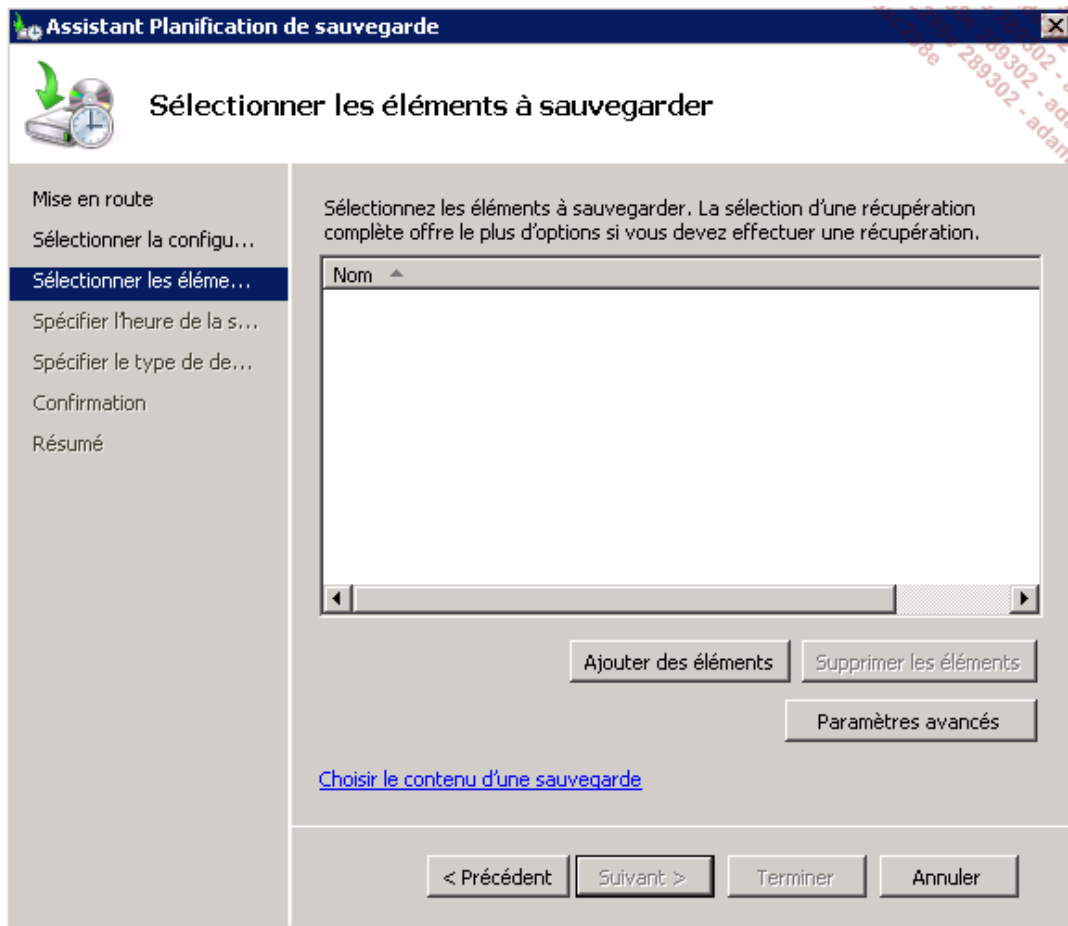 Assistant Planification de sauvegarde
Sélectionner les éléments à sauvegarder
Mise en route
Sélectionner la configu...
Sélectionner les éléme...
Spécifier l'heure de la s...
Spécifier le type de de...
Confirmation
Résumé
Sélectionnez les éléments à sauvegarder. La sélection d'une récupération
complète offre le plus d'options si vous devez effectuer une récupération.
Nom
Ajouter des éléments
Supprimer les éléments
Paramètres avancés
Choisir le contenu d'une sauvegarde
< Précédent
Suivant >
Terminer
Annuler